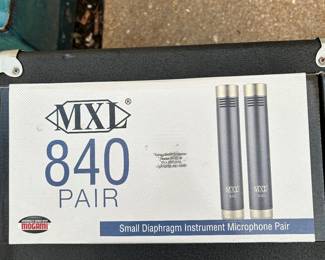 MXL®
840
PAIR
MXL
MXL
MOGAMI
Small Diaphragm Instrument Microphone Pair